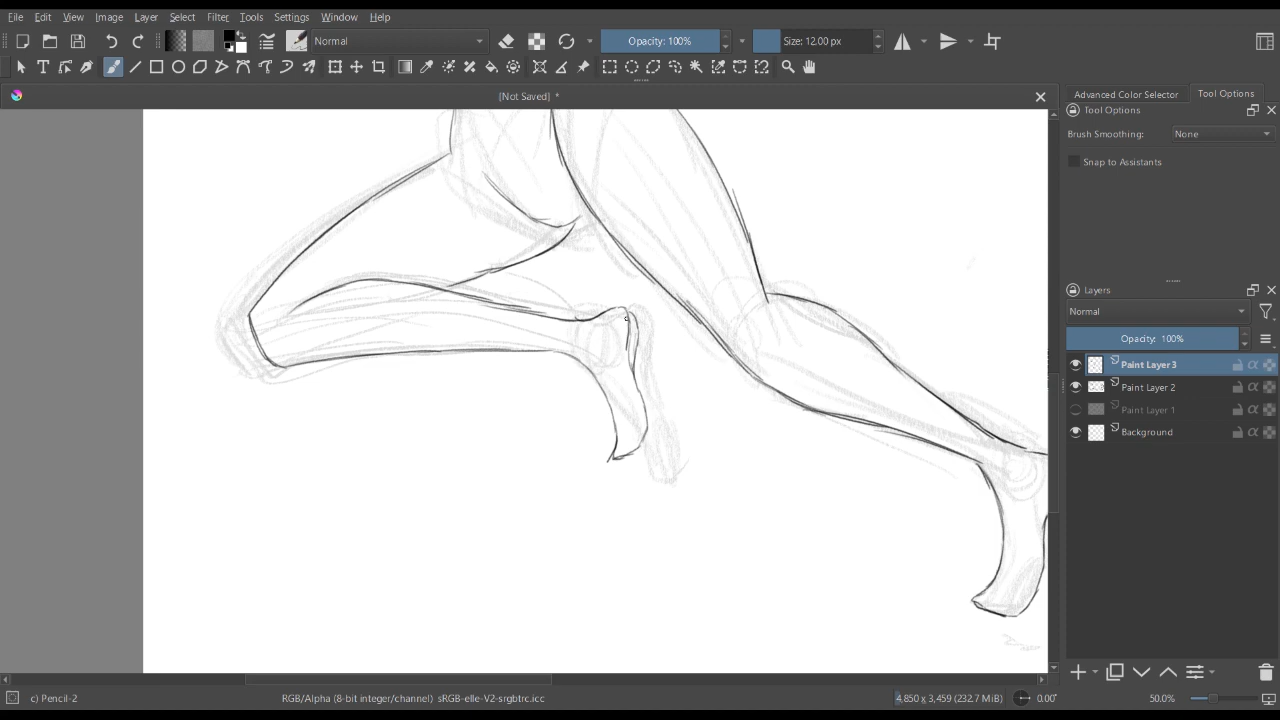 File Edit View Image Layer Select Filter Tools Settings Window Help
Normal Opacity: 100% Size: 12.00 px
[Not Saved] *
Advanced Color Selector Tool Options
Tool Options
Brush Smoothing: None
Snap to Assistants
Layers
Normal
Opacity: 100%
Paint Layer 3
Paint Layer 2
Paint Layer 1
Background
c) Pencil-2 RGB/Alpha (8-bit integer/channel) sRGB-elle-V2-srgbtrc.icc 4,850 x 3,459 (232.7 MiB) 0.00° 50.0%